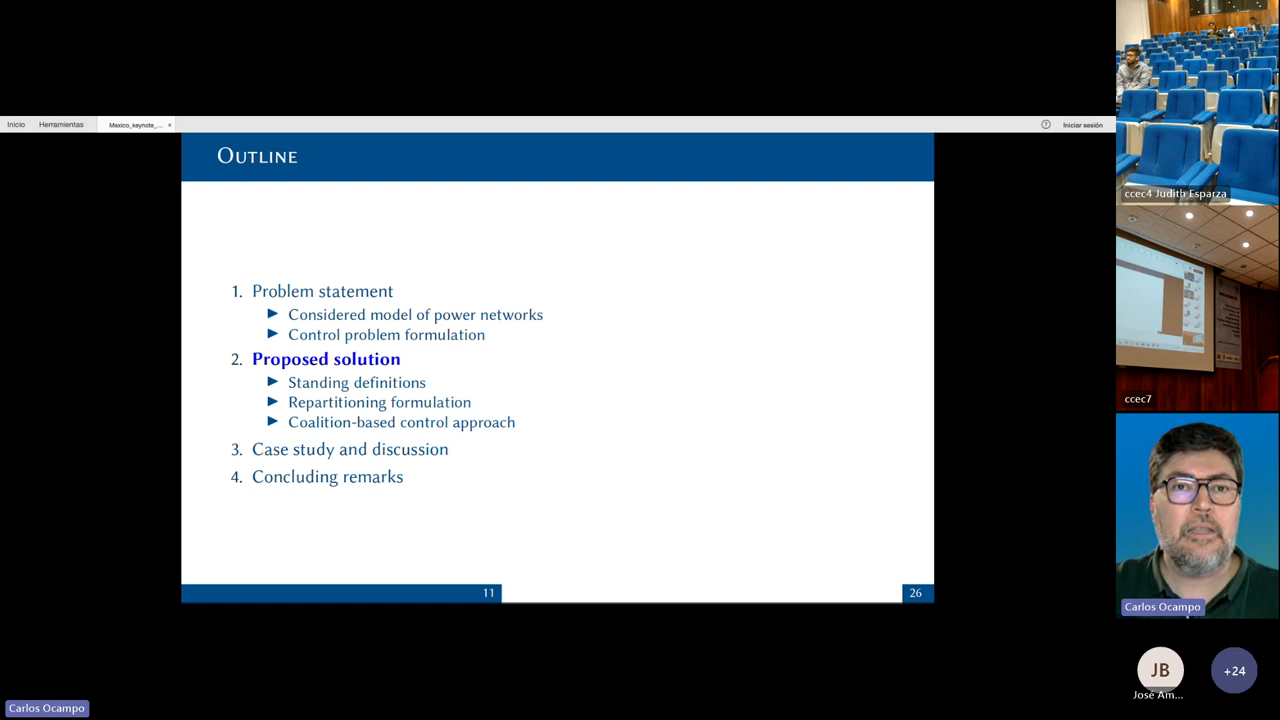 Inicio
Herramientas
Mexico_keynote_...
×
?
Iniciar sesión
OUTLINE
1. Problem statement
▶ Considered model of power networks
▶ Control problem formulation
2. Proposed solution
▶ Standing definitions
▶ Repartitioning formulation
▶ Coalition-based control approach
3. Case study and discussion
4. Concluding remarks
11
26
ccec4 Judith Esparza
ccec7
Carlos Ocampo
JB
José Am...
+24
Carlos Ocampo